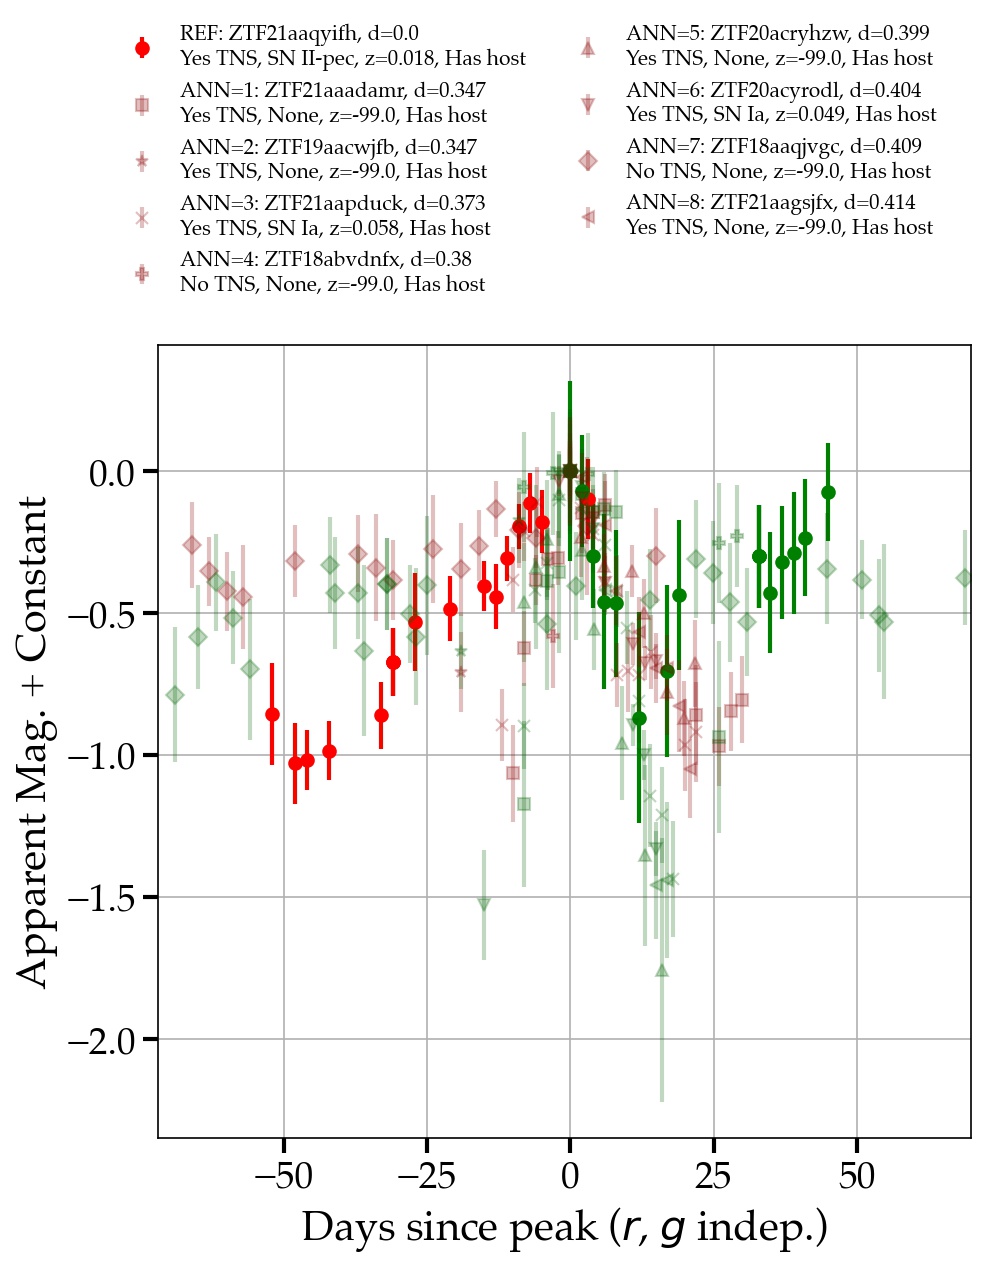 REF: ZTF21aaqyifh, d=0.0
Yes TNS, SN II-pec, z=0.018, Has host
ANN=1: ZTF21aaadamr, d=0.347
Yes TNS, None, z=-99.0, Has host
ANN=2: ZTF19aacwjfb, d=0.347
Yes TNS, None, z=-99.0, Has host
ANN=3: ZTF21aapduck, d=0.373
Yes TNS, SN Ia, z=0.058, Has host
ANN=4: ZTF18abvdnfx, d=0.38
No TNS, None, z=-99.0, Has host
ANN=5: ZTF20acryhzw, d=0.399
Yes TNS, None, z=-99.0, Has host
ANN=6: ZTF20acyrodl, d=0.404
Yes TNS, SN Ia, z=0.049, Has host
ANN=7: ZTF18aaqjvgc, d=0.409
No TNS, None, z=-99.0, Has host
ANN=8: ZTF21aagsjfx, d=0.414
Yes TNS, None, z=-99.0, Has host
Apparent Mag. + Constant
0.0
−0.5
−1.0
−1.5
−2.0
−50
−25
0
25
50
Days since peak (r, g indep.)